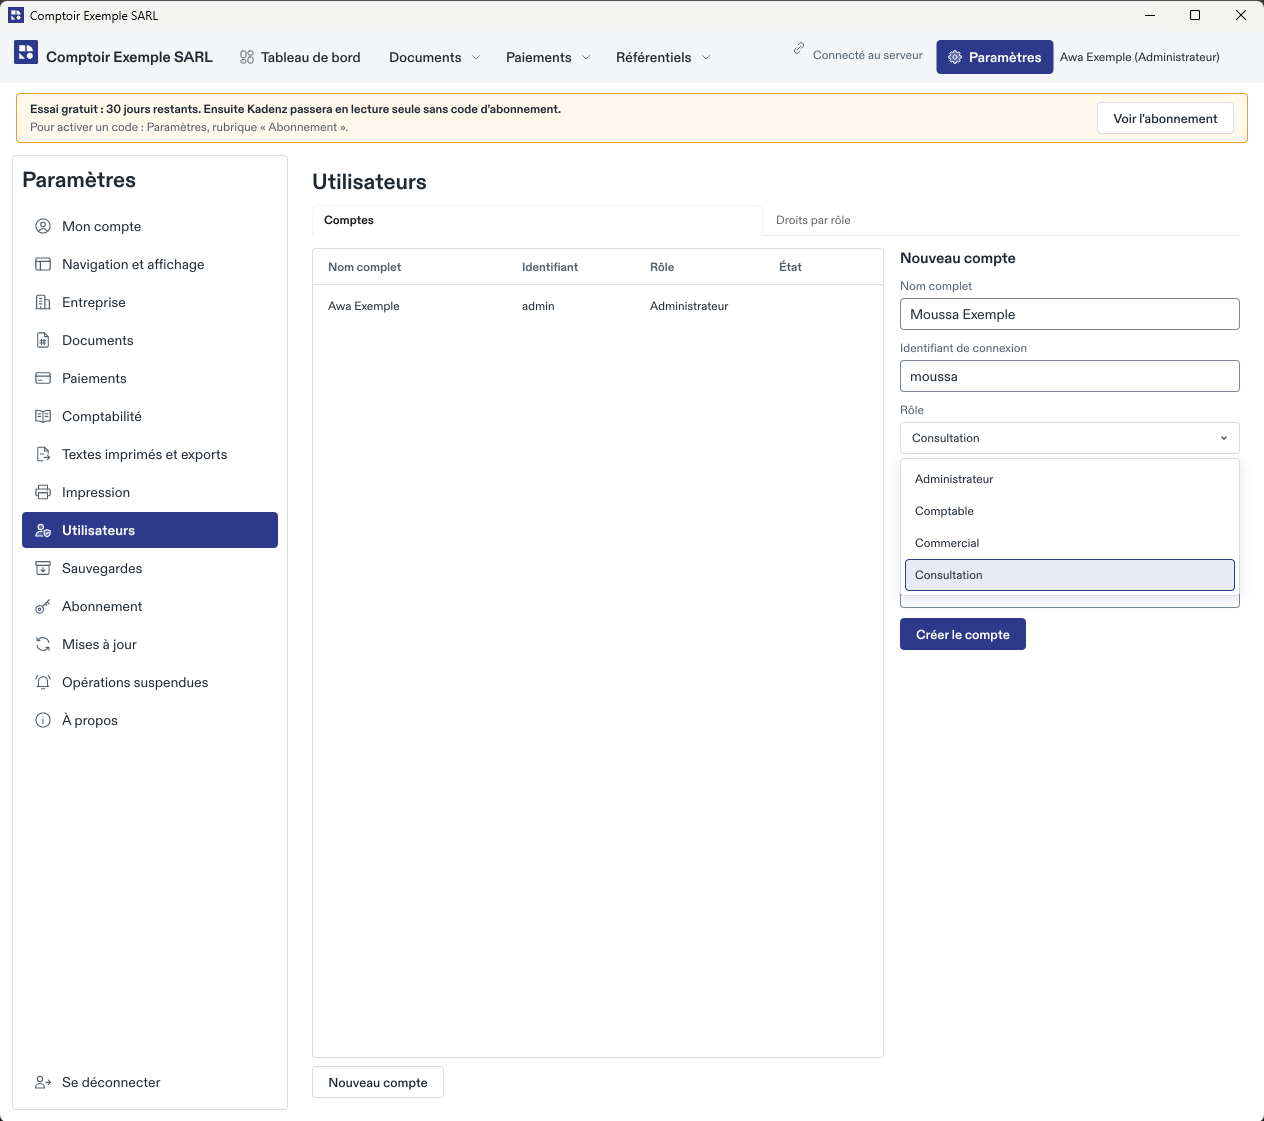 Comptoir Exemple SARL
Comptoir Exemple SARL
Tableau de bord
Documents
Paiements
Référentiels
Connecté au serveur
Paramètres
Awa Exemple (Administrateur)
Essai gratuit : 30 jours restants. Ensuite Kadenz passera en lecture seule sans code d'abonnement.
Pour activer un code : Paramètres, rubrique « Abonnement ».
Voir l'abonnement
Paramètres
Mon compte
Navigation et affichage
Entreprise
Documents
Paiements
Comptabilité
Textes imprimés et exports
Impression
Utilisateurs
Sauvegardes
Abonnement
Mises à jour
Opérations suspendues
À propos
Se déconnecter
Utilisateurs
Comptes
Droits par rôle
Nom complet Identifiant Rôle État
Awa Exemple admin Administrateur
Nouveau compte
Nouveau compte
Nom complet
Moussa Exemple
Identifiant de connexion
moussa
Rôle
Consultation
Administrateur
Comptable
Commercial
Consultation
Créer le compte